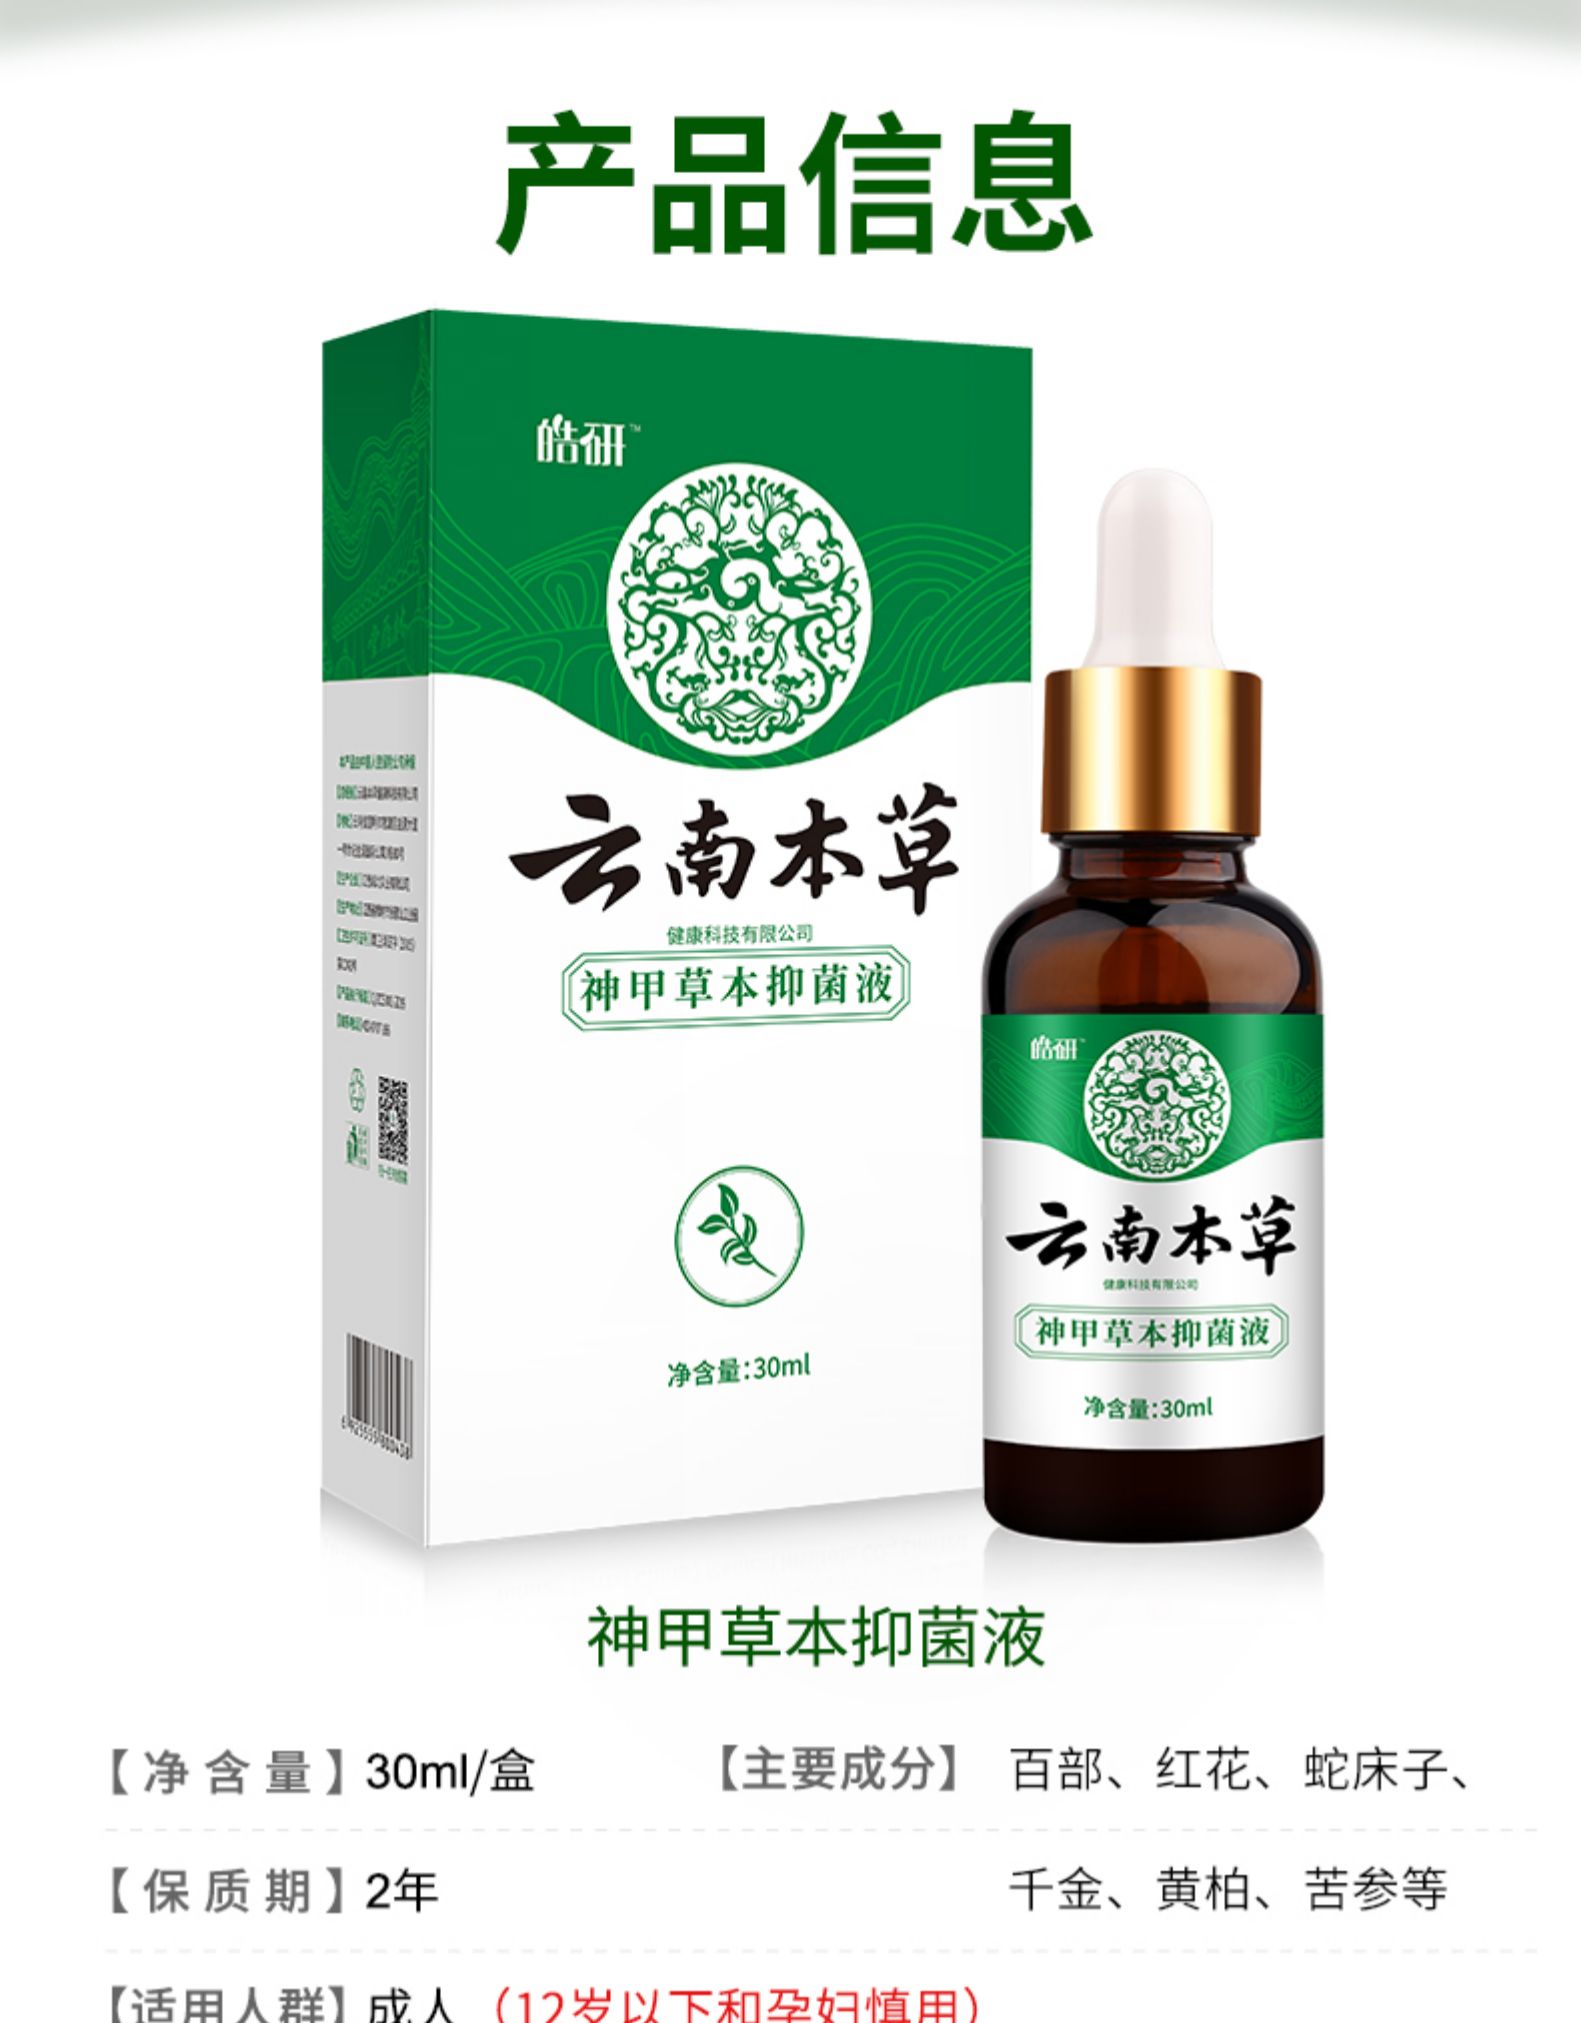 产品信息
皓研™
云南本草
健康科技有限公司
神甲草本抑菌液
净含量:30ml
皓研
云南本草
健康科技有限公司
神甲草本抑菌液
净含量:30ml
神甲草本抑菌液
【净含量】30ml/盒
【主要成分】 百部、红花、蛇床子、
【保质期】2年
千金、黄柏、苦参等
【适用人群】成人（12岁以下和孕妇慎用）